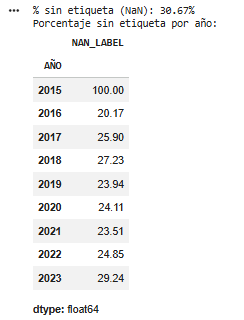 ••• % sin etiqueta (NaN): 30.67%
Porcentaje sin etiqueta por año:
NAN_LABEL
AÑO
2015 100.00
2016 20.17
2017 25.90
2018 27.23
2019 23.94
2020 24.11
2021 23.51
2022 24.85
2023 29.24
dtype: float64